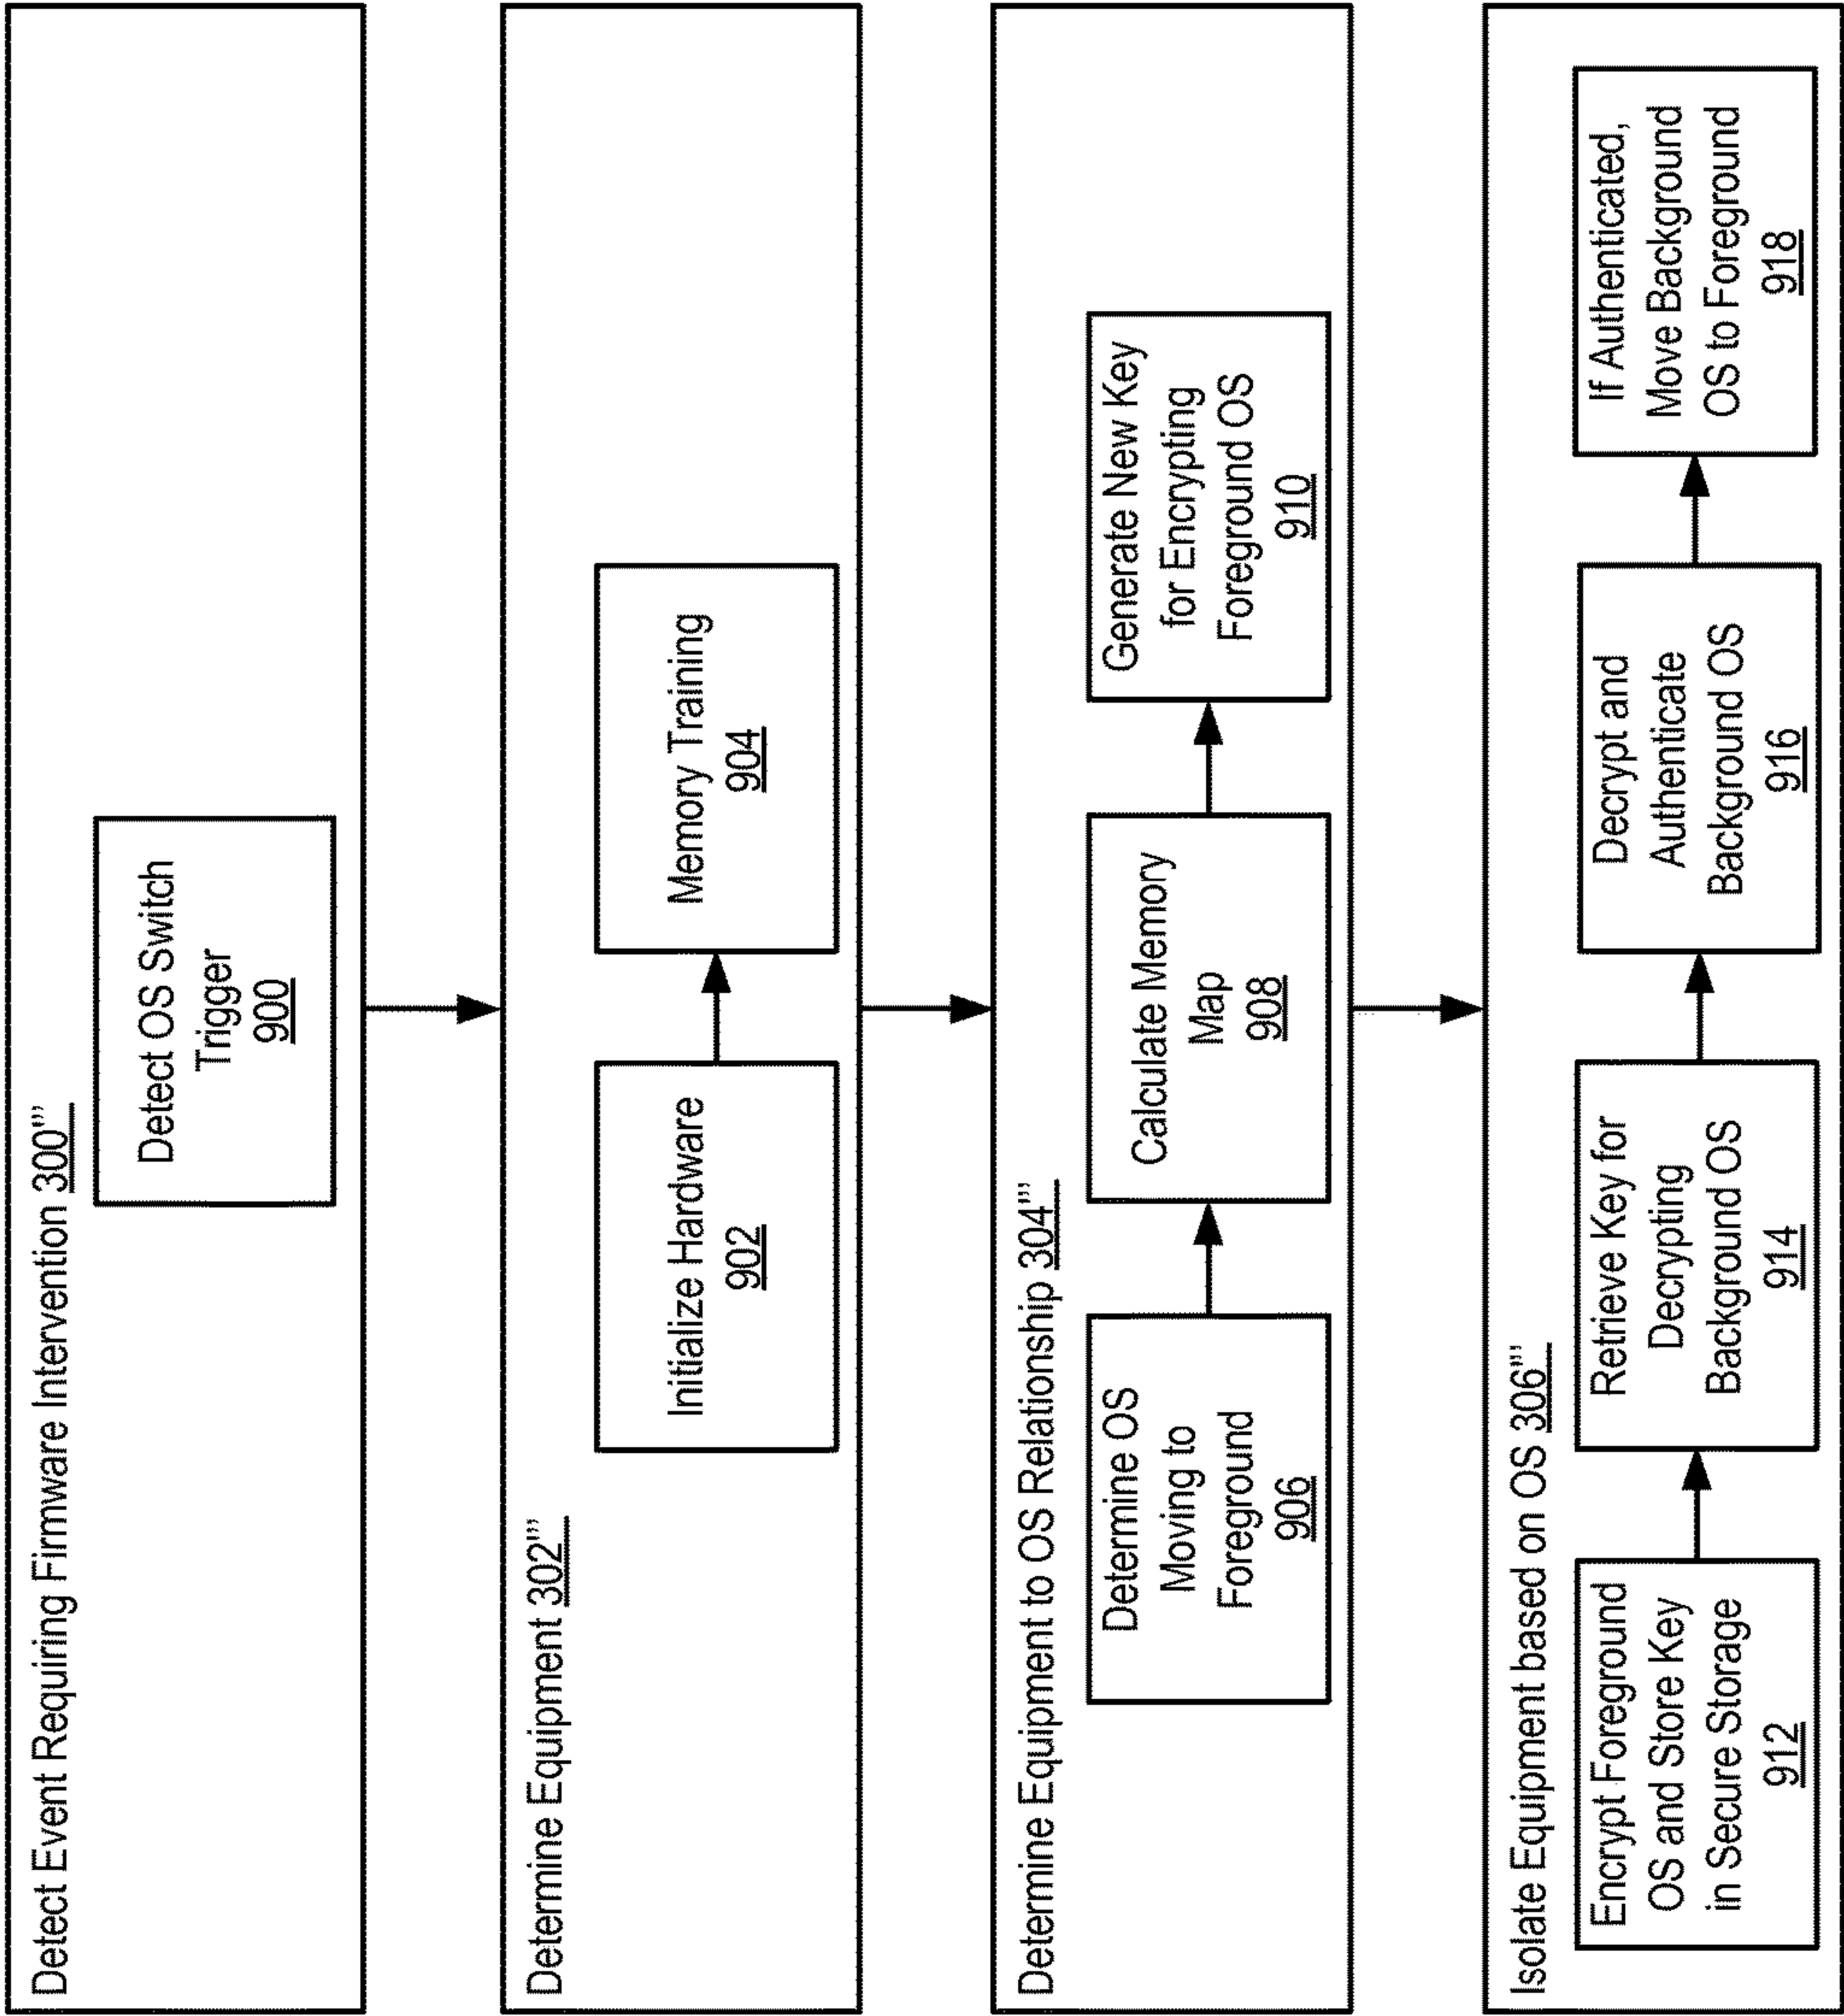 Detect Event Requiring Firmware Intervention 300"'
Detect OS Switch
Trigger
900
Determine Equipment 302"'
Initialize Hardware
902
Memory Training
904
Determine Equipment to OS Relationship 304"'
Determine OS
Moving to
Foreground
906
Calculate Memory
Map
908
Generate New Key
for Encrypting
Foreground OS
910
Isolate Equipment based on OS 306"'
Encrypt Foreground
OS and Store Key
in Secure Storage
912
Retrieve Key for
Decrypting
Background OS
914
Decrypt and
Authenticate
Background OS
916
If Authenticated,
Move Background
OS to Foreground
918